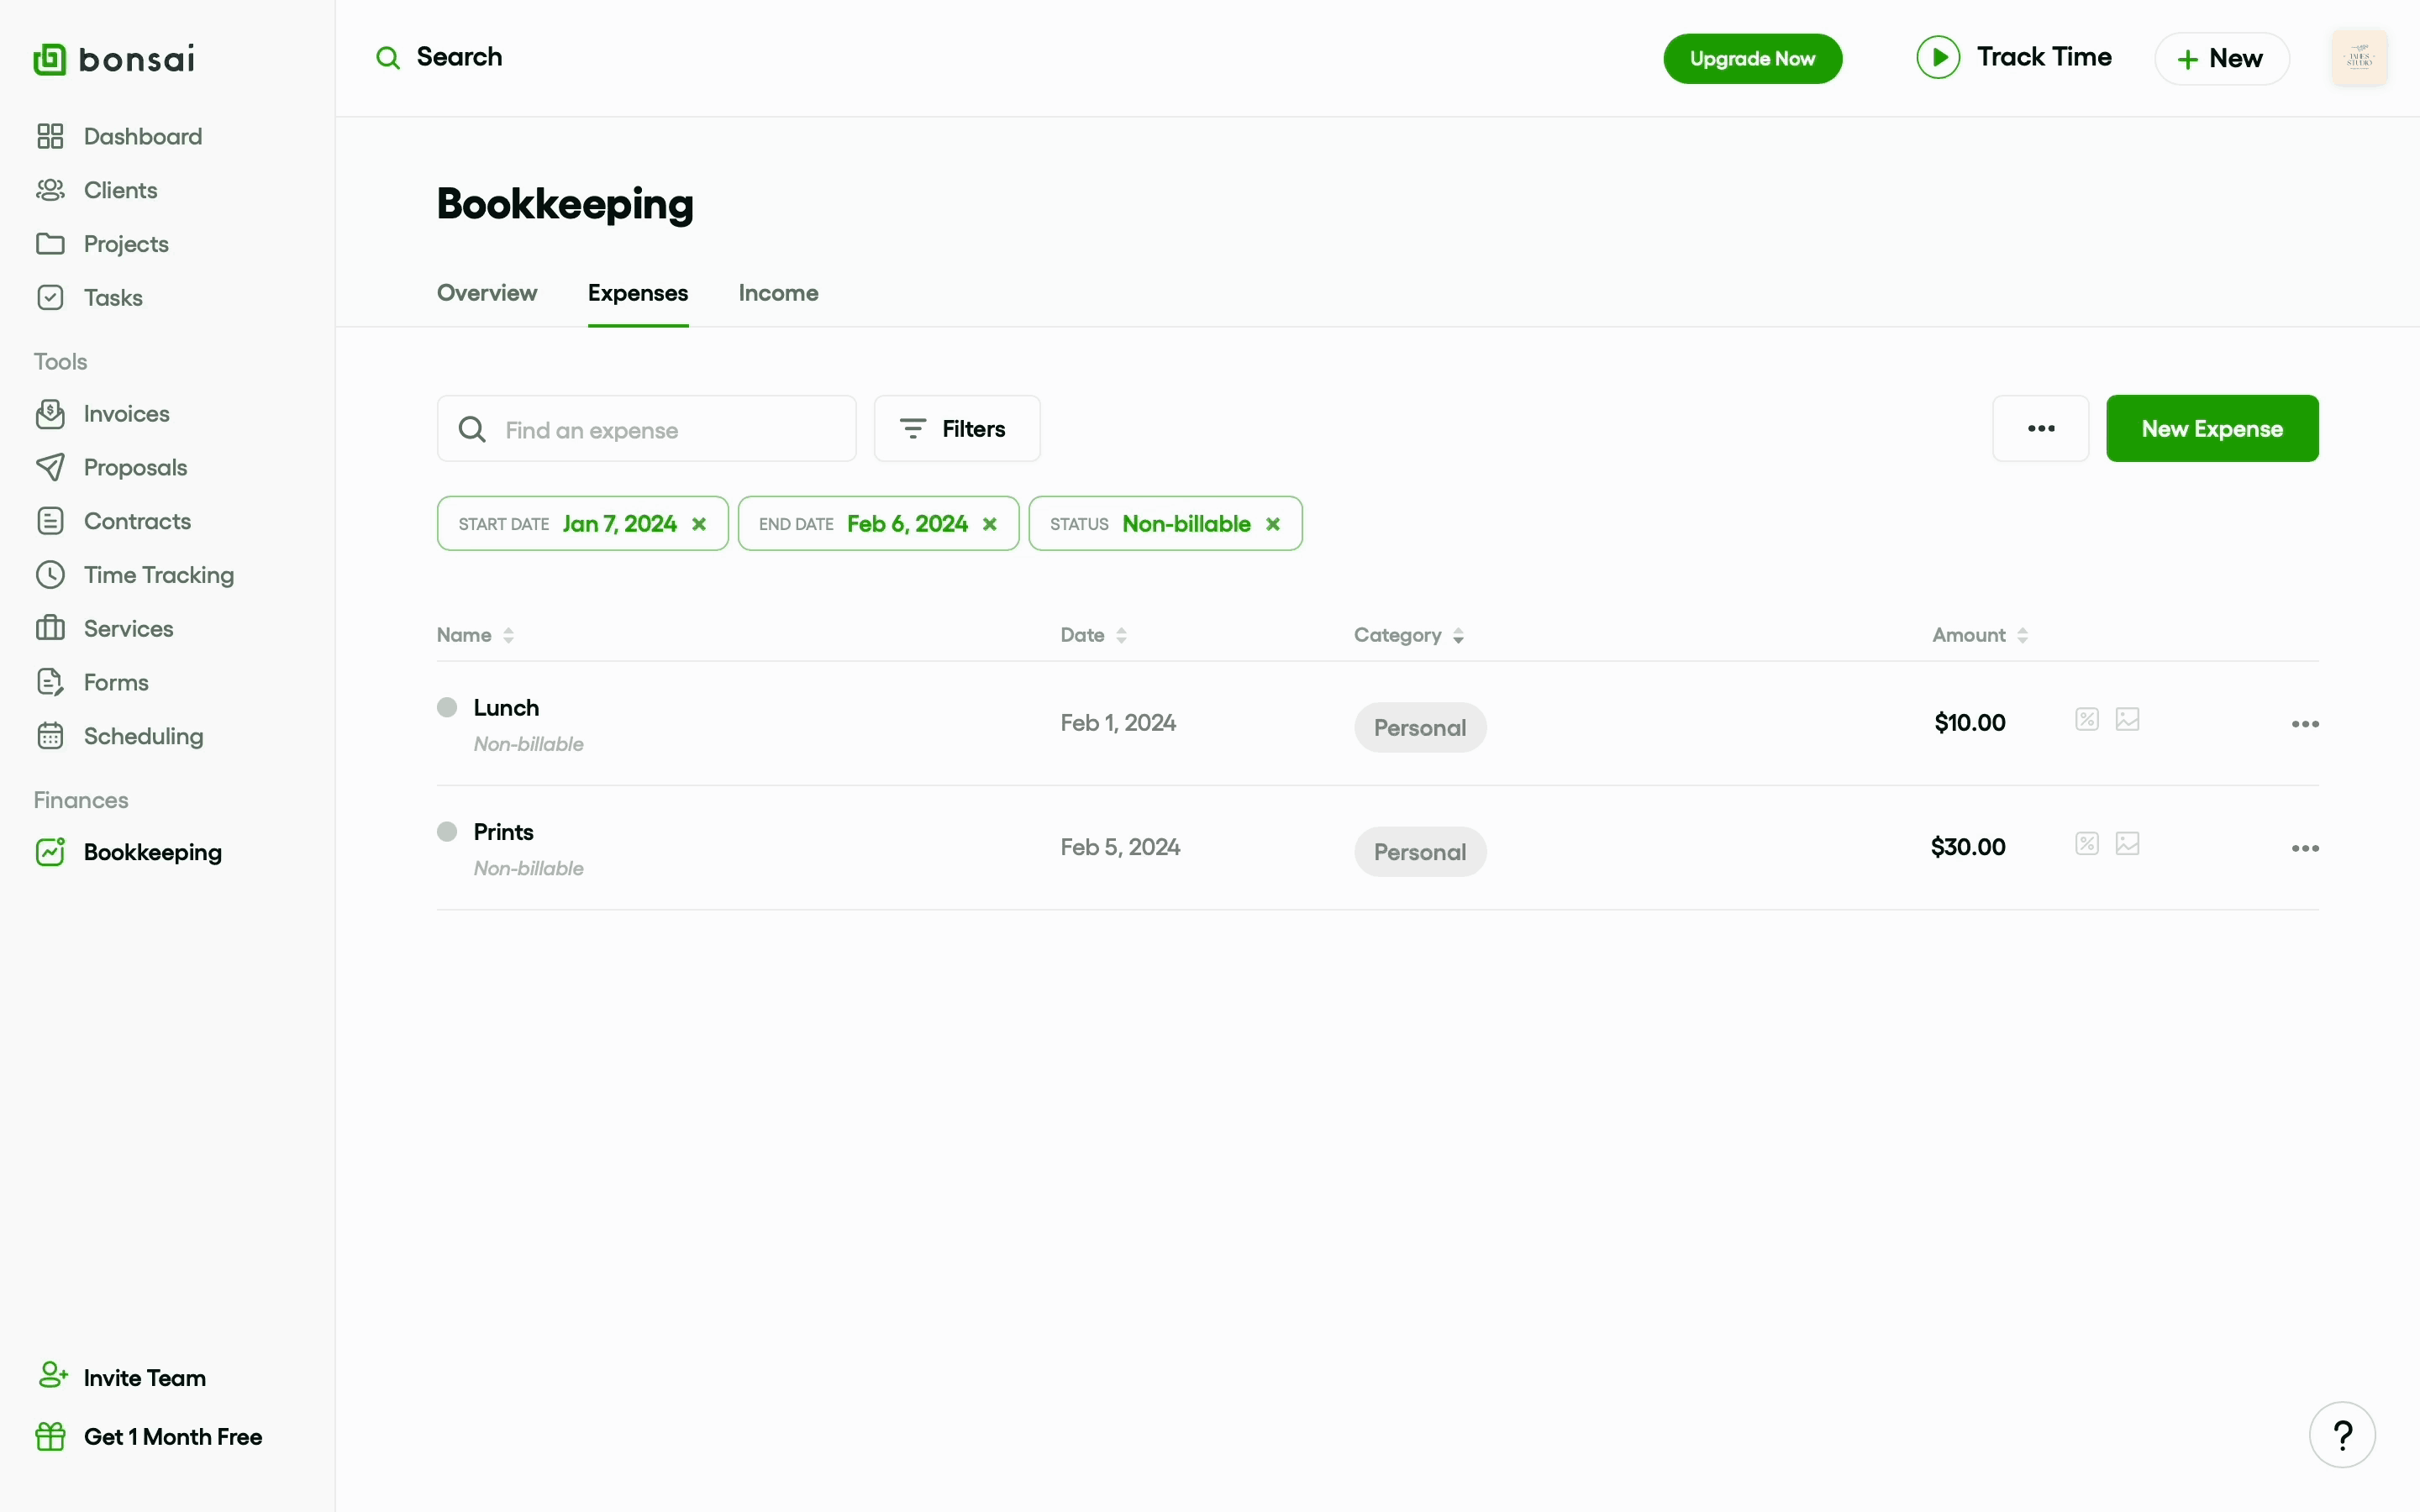 bonsai
Search
Upgrade Now
Track Time
New
Dashboard
Clients
Projects
Tasks
Tools
Invoices
Proposals
Contracts
Time Tracking
Services
Forms
Scheduling
Finances
Bookkeeping
Invite Team
Get 1 Month Free
Bookkeeping
Overview Expenses Income
Find an expense
Filters
New Expense
START DATE Jan 7, 2024
END DATE Feb 6, 2024
STATUS Non-billable
Name Date Category Amount
Lunch Feb 1, 2024 Personal $10.00
Non-billable
Prints Feb 5, 2024 Personal $30.00
Non-billable
?